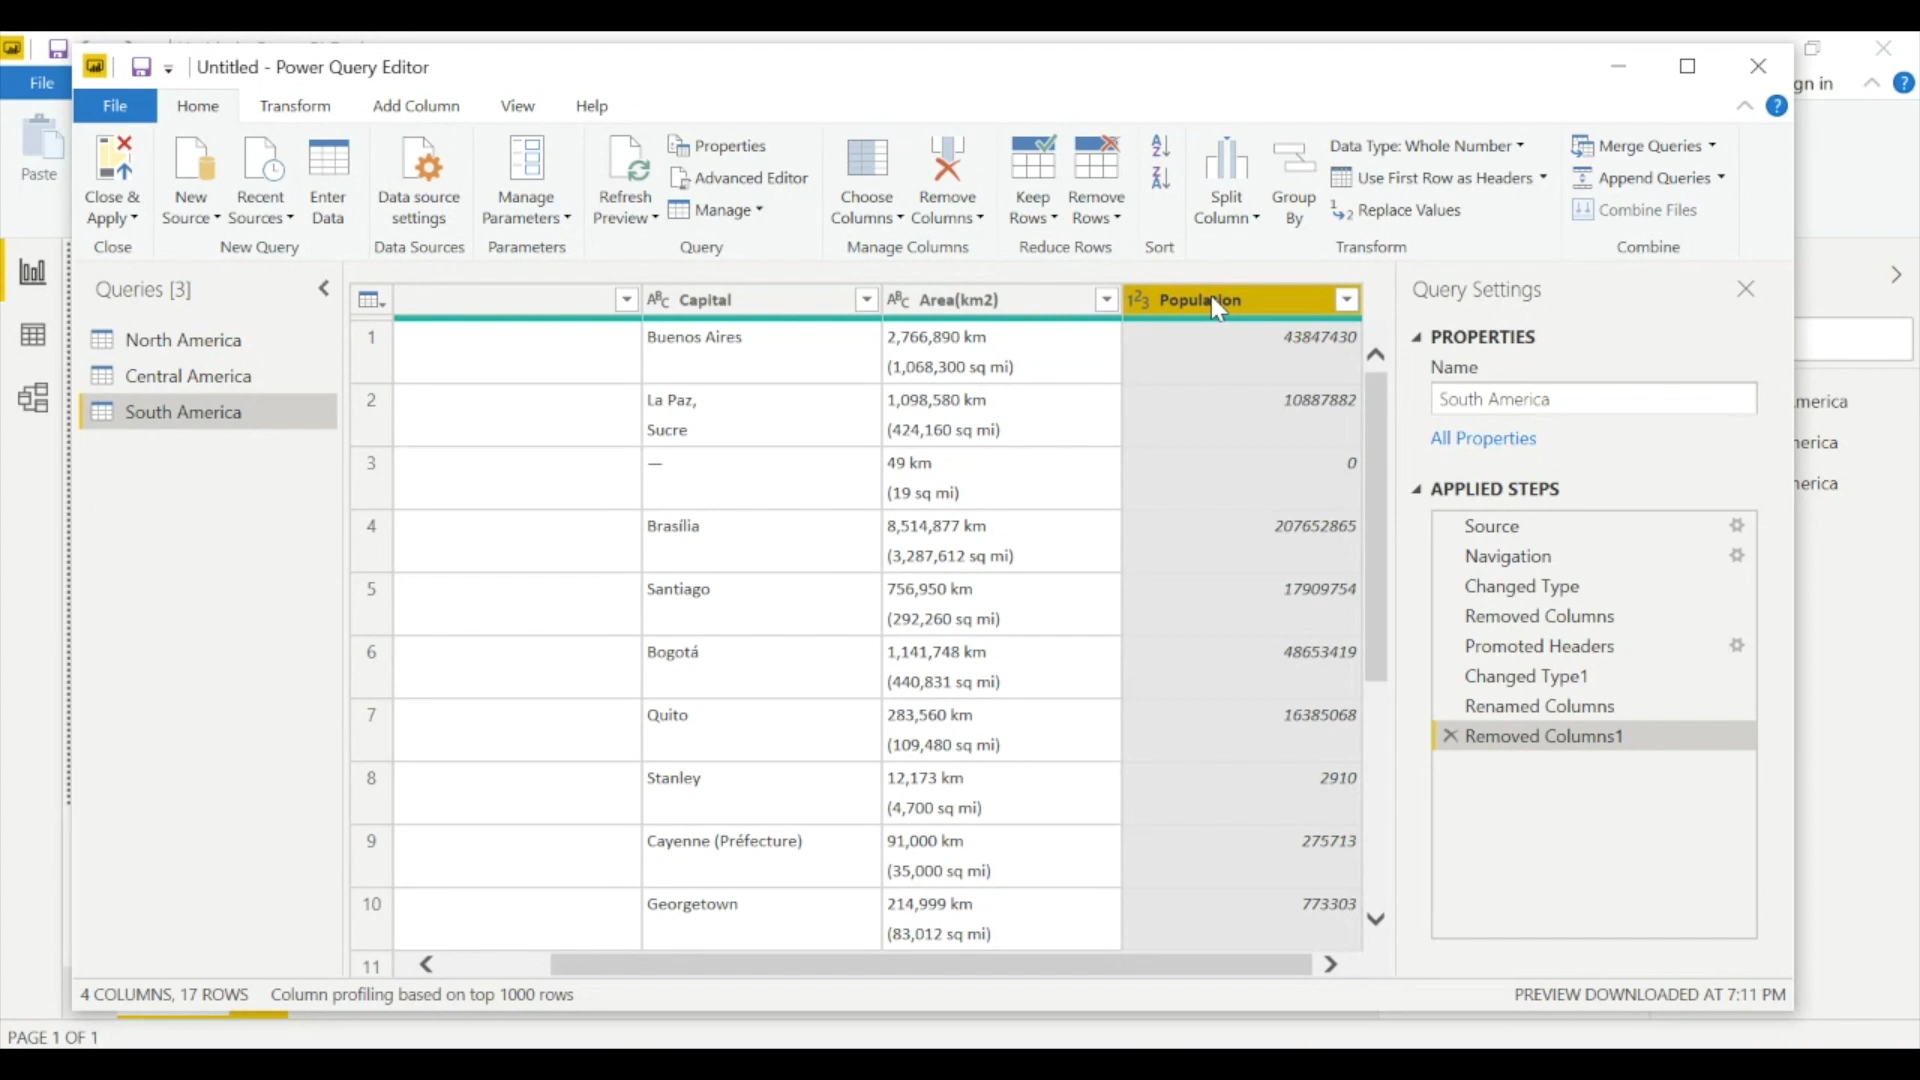 Untitled - Power Query Editor
File
gn in
File
Home
Transform
Add Column
View
Help
Paste
Close &
Apply
Close
New
Source
Recent
Sources
Enter
Data
New Query
Data source
settings
Data Sources
Manage
Parameters
Parameters
Refresh
Preview
Properties
Advanced Editor
Manage
Query
Choose
Columns
Remove
Columns
Manage Columns
Keep
Rows
Remove
Rows
Reduce Rows
Sort
Split
Column
Group
By
Data Type: Whole Number
Use First Row as Headers
Replace Values
Transform
Merge Queries
Append Queries
Combine Files
Combine
Queries [3]
North America
Central America
South America
Capital
Area(km2)
Population
1
Buenos Aires
2,766,890 km
(1,068,300 sq mi)
43847430
2
La Paz,
Sucre
1,098,580 km
(424,160 sq mi)
10887882
3
—
49 km
(19 sq mi)
0
4
Brasília
8,514,877 km
(3,287,612 sq mi)
207652865
5
Santiago
756,950 km
(292,260 sq mi)
17909754
6
Bogotá
1,141,748 km
(440,831 sq mi)
48653419
7
Quito
283,560 km
(109,480 sq mi)
16385068
8
Stanley
12,173 km
(4,700 sq mi)
2910
9
Cayenne (Préfecture)
91,000 km
(35,000 sq mi)
275713
10
Georgetown
214,999 km
(83,012 sq mi)
773303
11
Query Settings
PROPERTIES
Name
South America
All Properties
APPLIED STEPS
Source
Navigation
Changed Type
Removed Columns
Promoted Headers
Changed Type1
Renamed Columns
Removed Columns1
merica
nerica
nerica
4 COLUMNS, 17 ROWS
Column profiling based on top 1000 rows
PREVIEW DOWNLOADED AT 7:11 PM
PAGE 1 OF 1